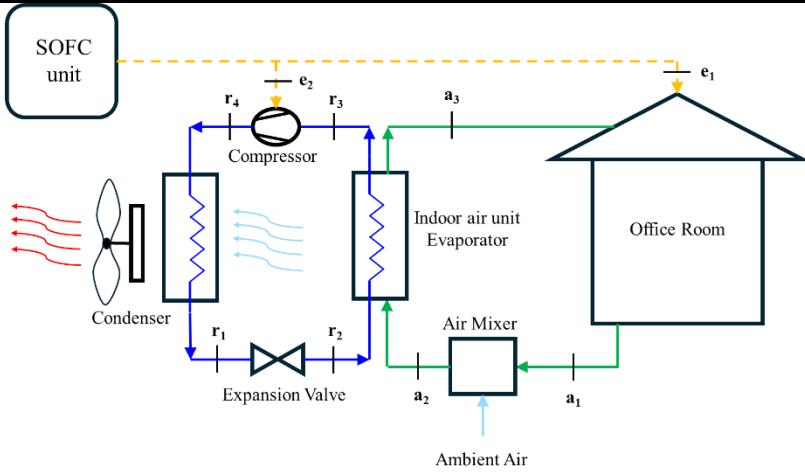 SOFC
unit
e₂
e₁
r₄
r₃
a₃
Compressor
Indoor air unit
Evaporator
Office Room
Condenser
Air Mixer
r₁
r₂
Expansion Valve
a₂
a₁
Ambient Air